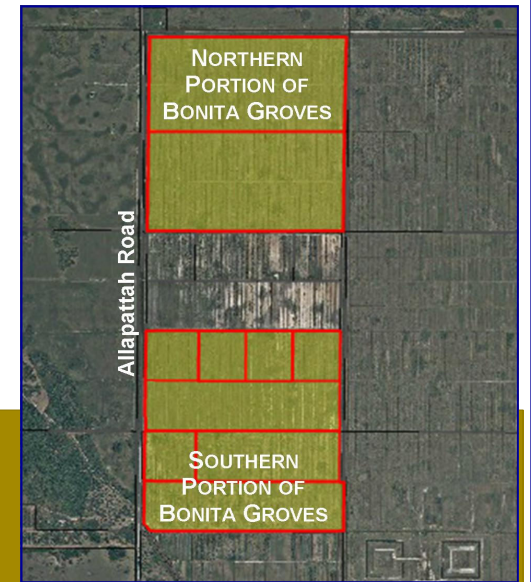 NORTHERN
PORTION OF
BONITA GROVES
Allapattah Road
SOUTHERN
PORTION OF
BONITA GROVES